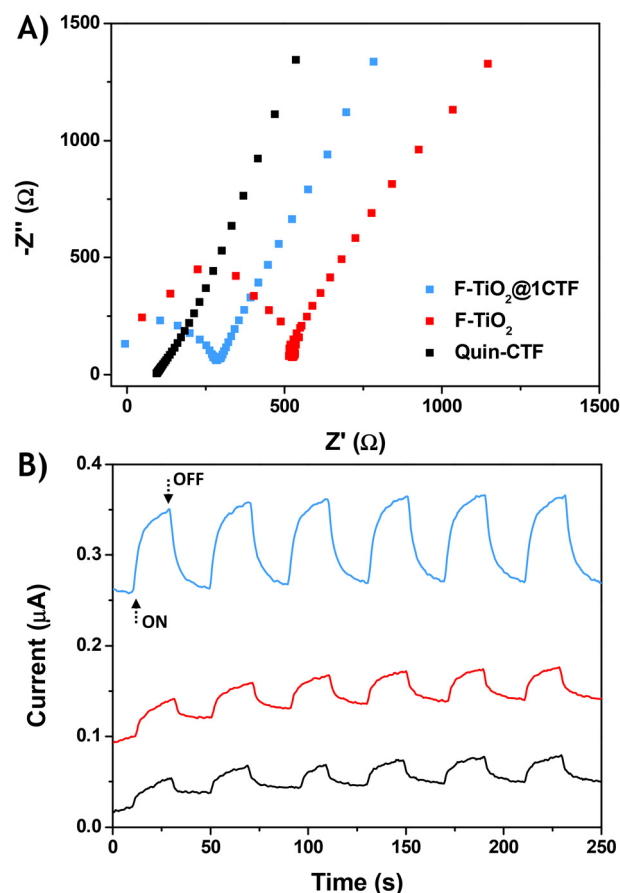 A)
1500
1000
500
0
-Z" (Ω)
F-TiO₂@1CTF
F-TiO₂
Quin-CTF
0 500 1000 1500
Z' (Ω)
B)
0.4
0.3
0.2
0.1
0.0
Current (μA)
OFF
ON
0 50 100 150 200 250
Time (s)